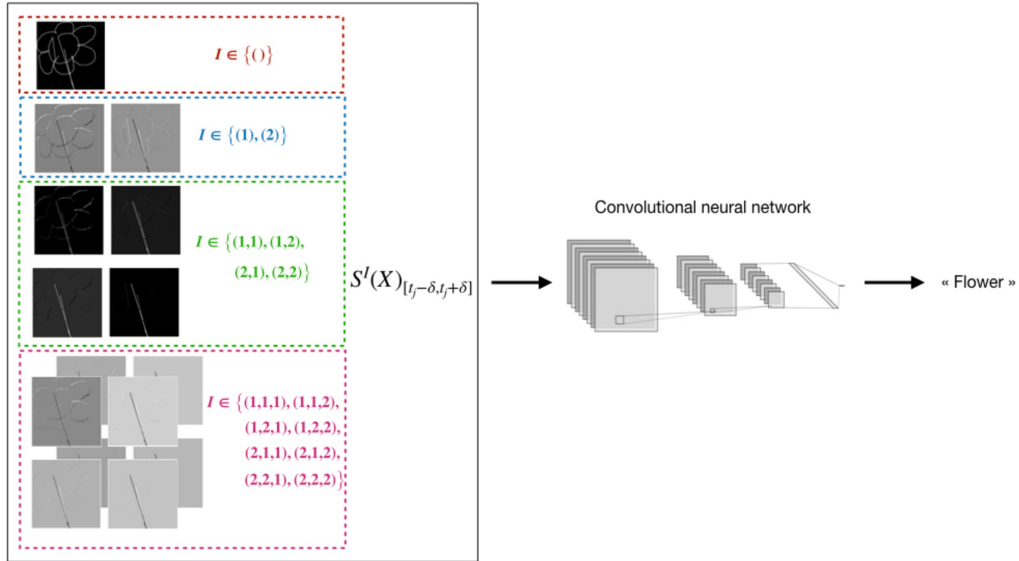 I ∈ {()}
I ∈ {(1), (2)}
I ∈ {(1,1), (1,2),
(2,1), (2,2)}
I ∈ {(1,1,1), (1,1,2),
(1,2,1), (1,2,2),
(2,1,1), (2,1,2),
(2,2,1), (2,2,2)}
S^I(X)_{[t_j−δ,t_j+δ]}
Convolutional neural network
« Flower »